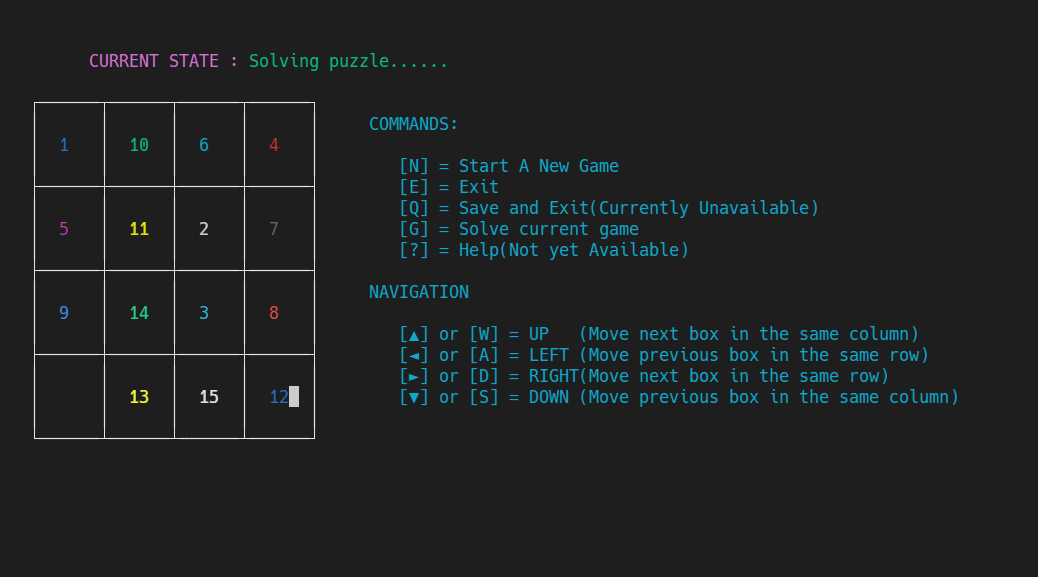 CURRENT STATE : Solving puzzle......
1 10 6 4
5 11 2 7
9 14 3 8
13 15 12
COMMANDS:
[N] = Start A New Game
[E] = Exit
[Q] = Save and Exit(Currently Unavailable)
[G] = Solve current game
[?] = Help(Not yet Available)
NAVIGATION
[▲] or [W] = UP   (Move next box in the same column)
[◄] or [A] = LEFT (Move previous box in the same row)
[►] or [D] = RIGHT(Move next box in the same row)
[▼] or [S] = DOWN (Move previous box in the same column)